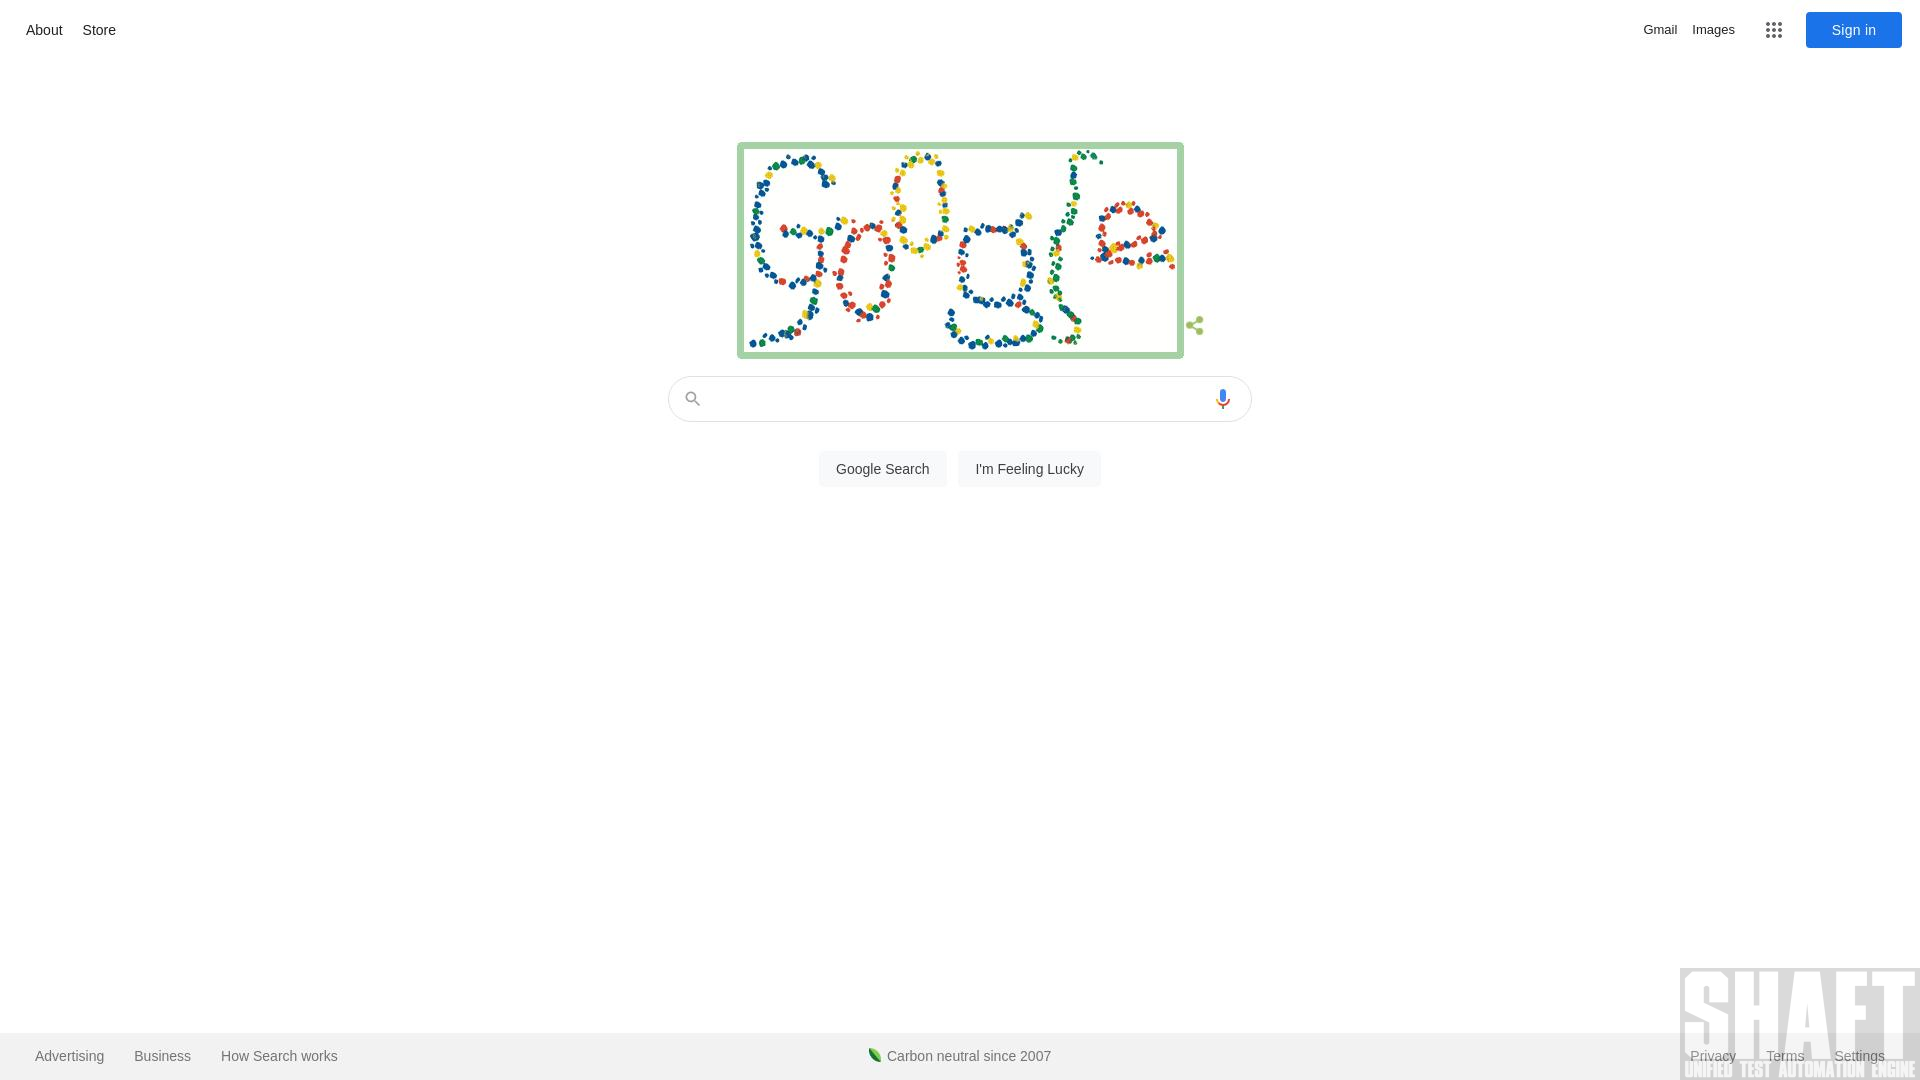 About Store Gmail Images Sign in
Google
Google Search I'm Feeling Lucky
SHAFT
Advertising Business How Search works Carbon neutral since 2007 Privacy Terms Settings
UNIFIED TEST AUTOMATION ENGINE